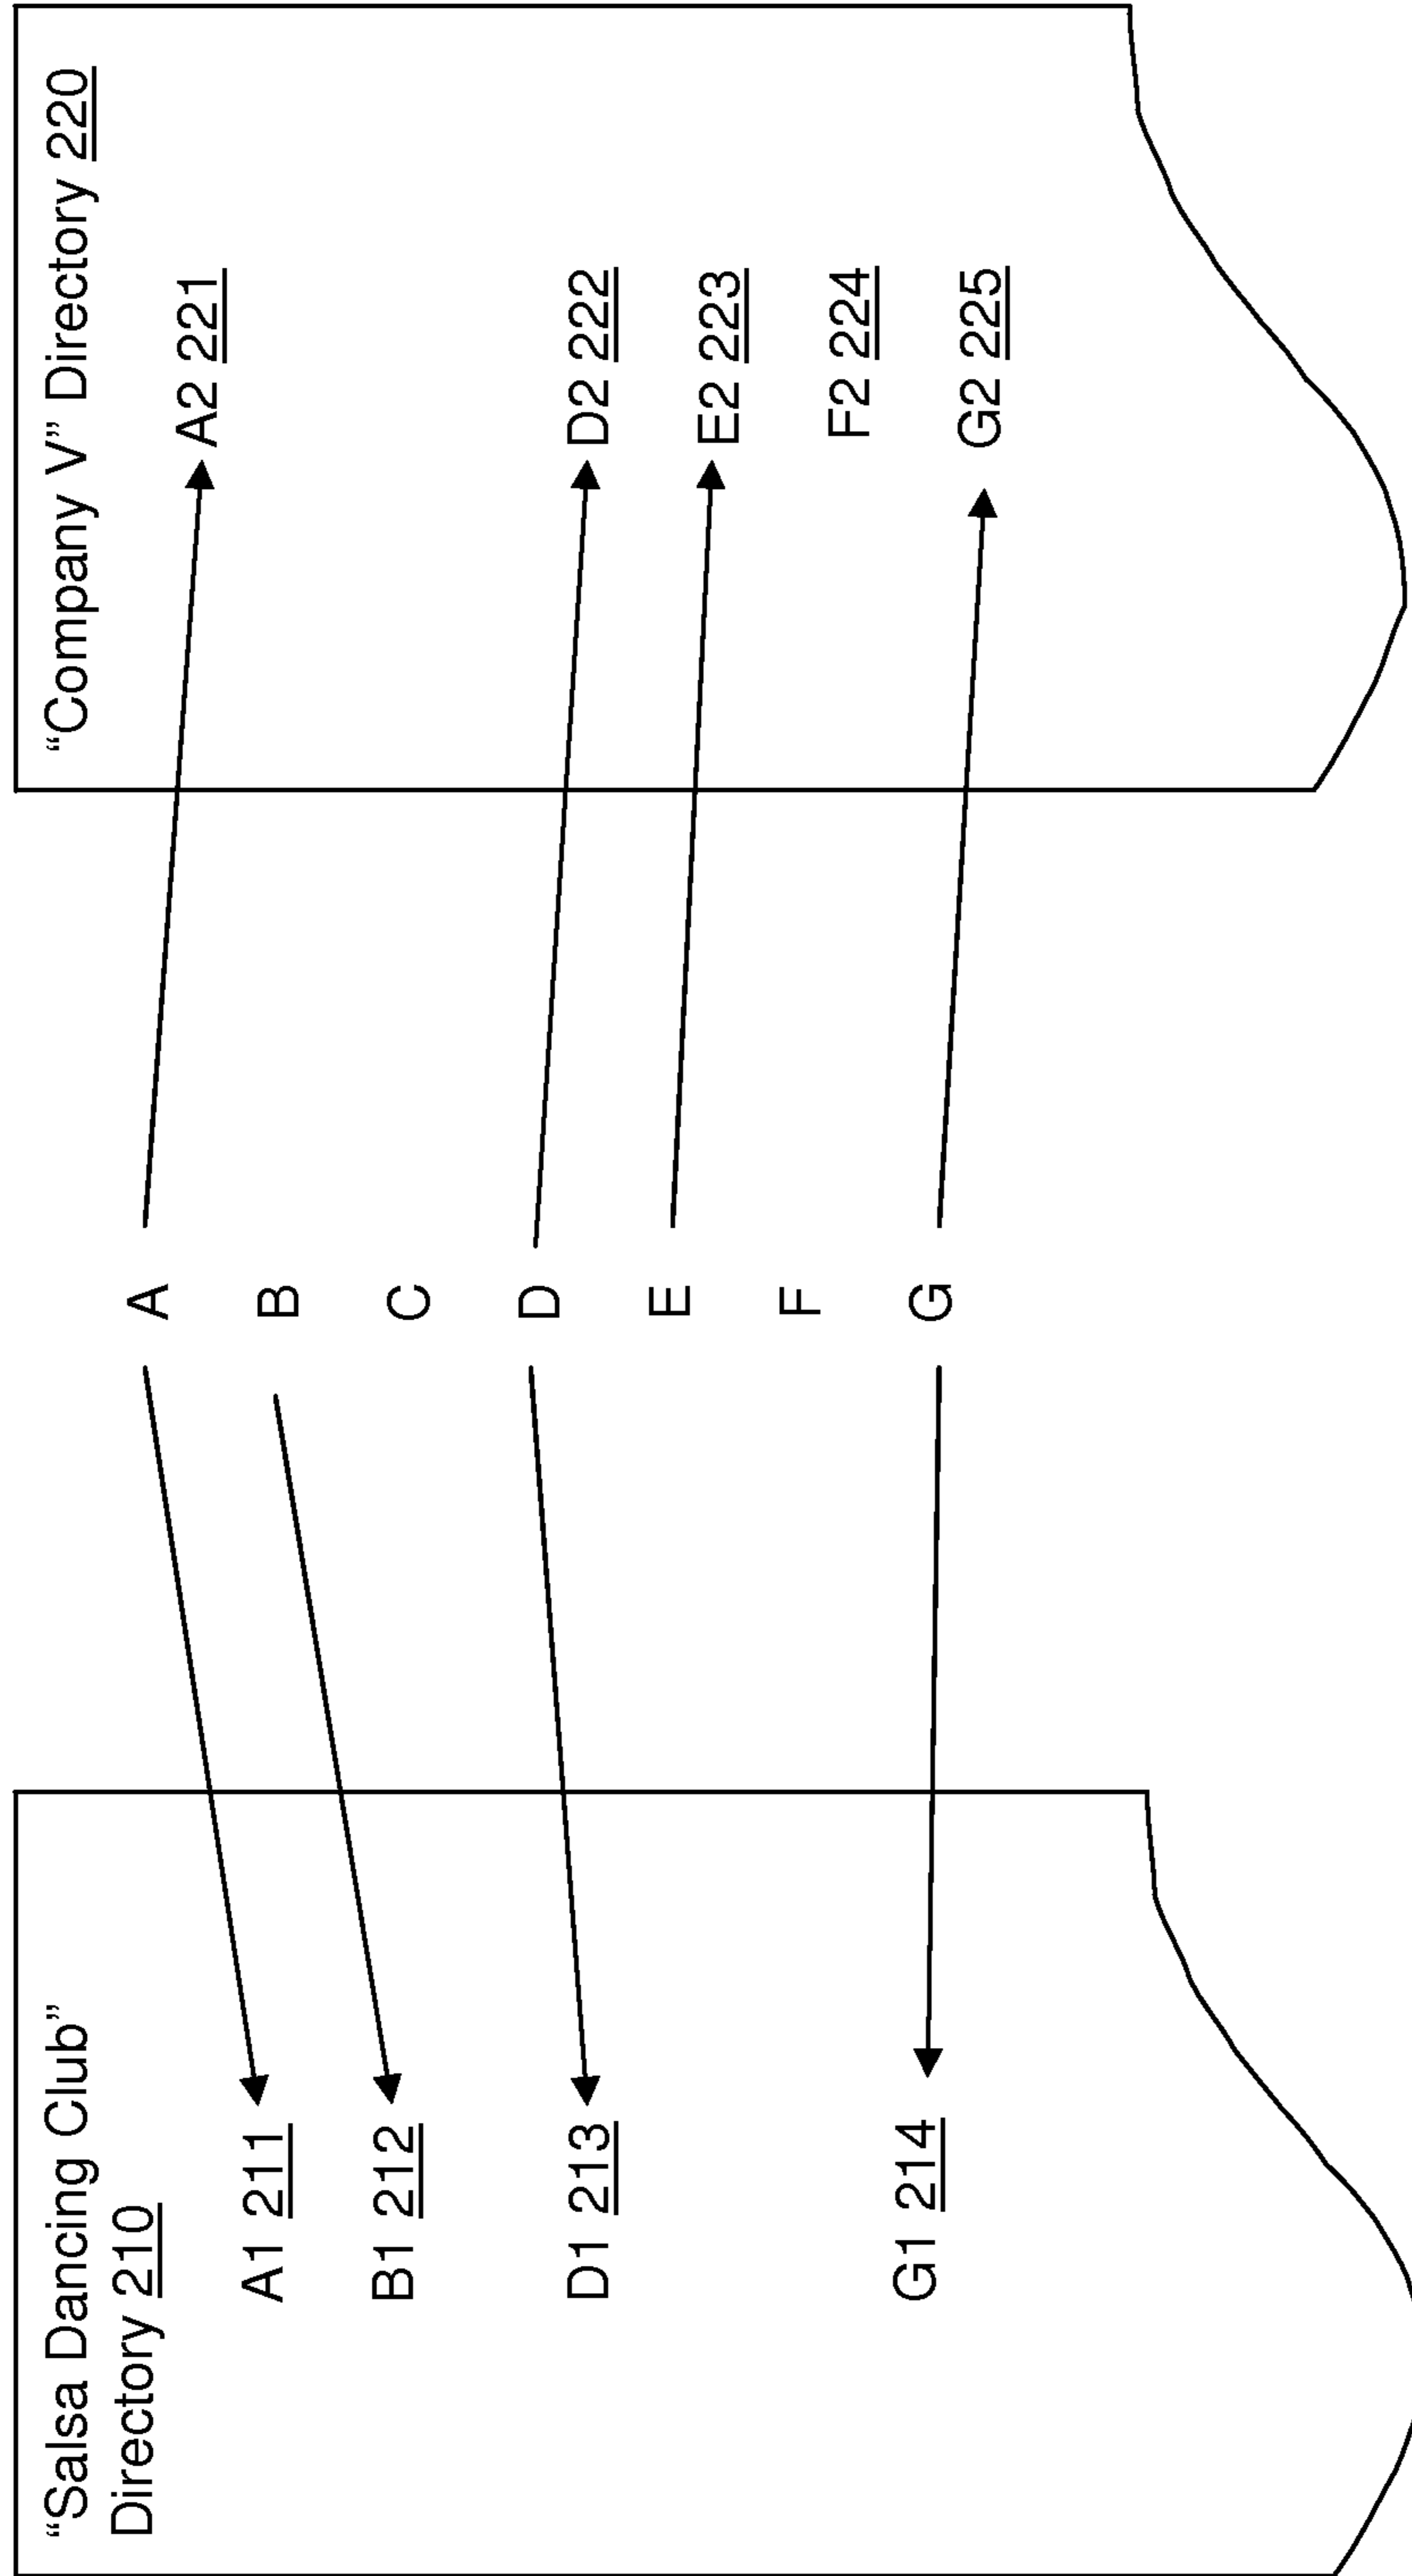 “Salsa Dancing Club”
Directory 210
A1 211
B1 212
D1 213
G1 214
A
B
C
D
E
F
G
“Company V” Directory 220
A2 221
D2 222
E2 223
F2 224
G2 225